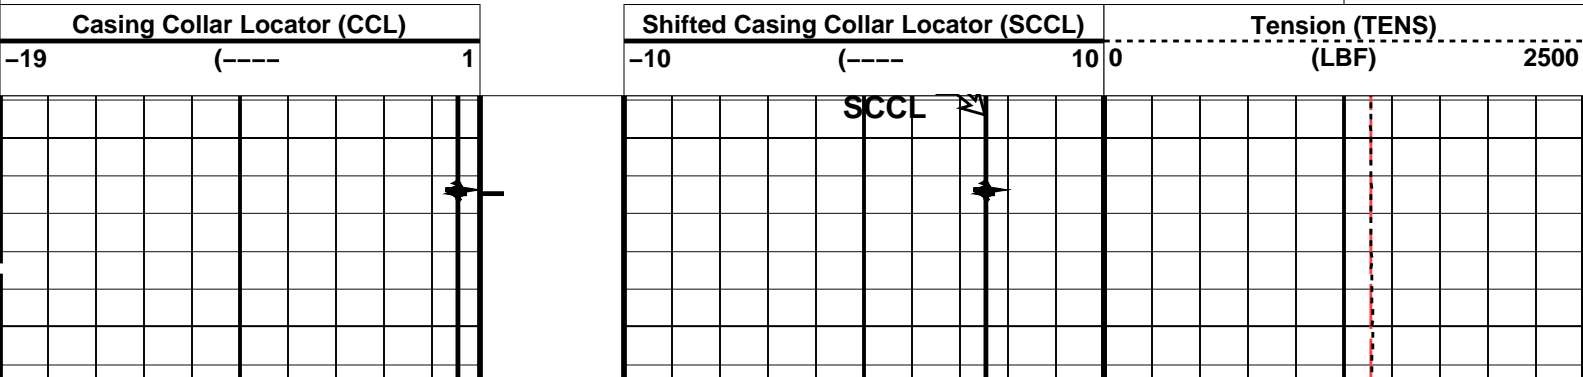 Casing Collar Locator (CCL)
–19 (–––– 1
Shifted Casing Collar Locator (SCCL)
–10 (–––– 10
Tension (TENS)
0 (LBF) 2500
SCCL